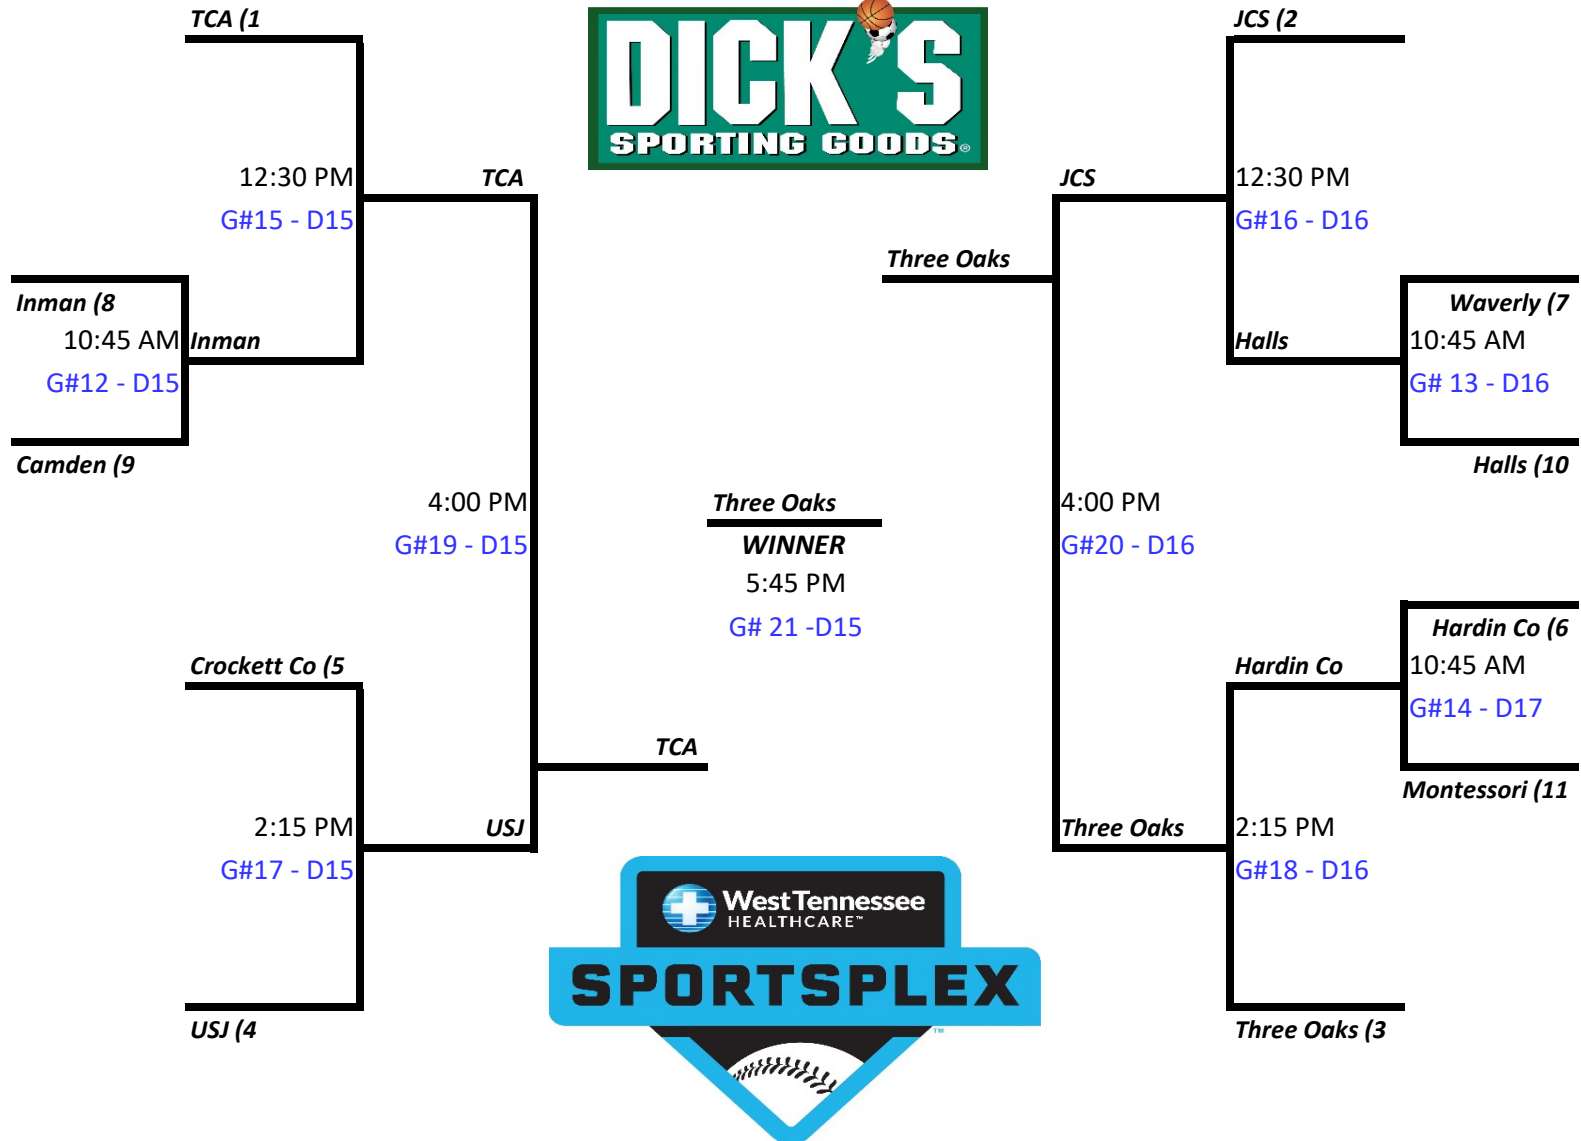 TCA (1
JCS (2
DICK'S
SPORTING GOODS®
12:30 PM
TCA
JCS
12:30 PM
G#15 - D15
G#16 - D16
Three Oaks
Inman (8
Waverly (7
10:45 AM
Inman
Halls
10:45 AM
G#12 - D15
G# 13 - D16
Camden (9
Halls (10
4:00 PM
Three Oaks
4:00 PM
G#19 - D15
WINNER
G#20 - D16
5:45 PM
G# 21 -D15
Hardin Co (6
Crockett Co (5
Hardin Co
10:45 AM
G#14 - D17
TCA
Montessori (11
2:15 PM
USJ
Three Oaks
2:15 PM
G#17 - D15
G#18 - D16
West Tennessee
HEALTHCARE™
SPORTSPLEX
™
USJ (4
Three Oaks (3